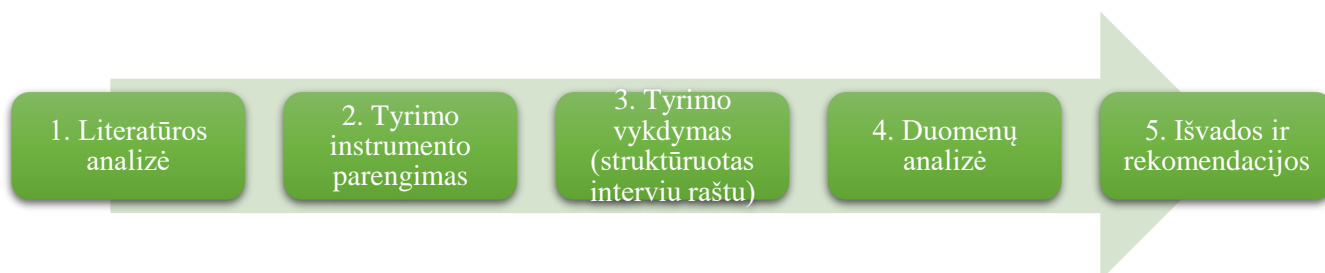 1. Literatūros
analizė
2. Tyrimo
instrumento
parengimas
3. Tyrimo
vykdymas
(struktūruotas
interviu raštu)
4. Duomenų
analizė
5. Išvados ir
rekomendacijos